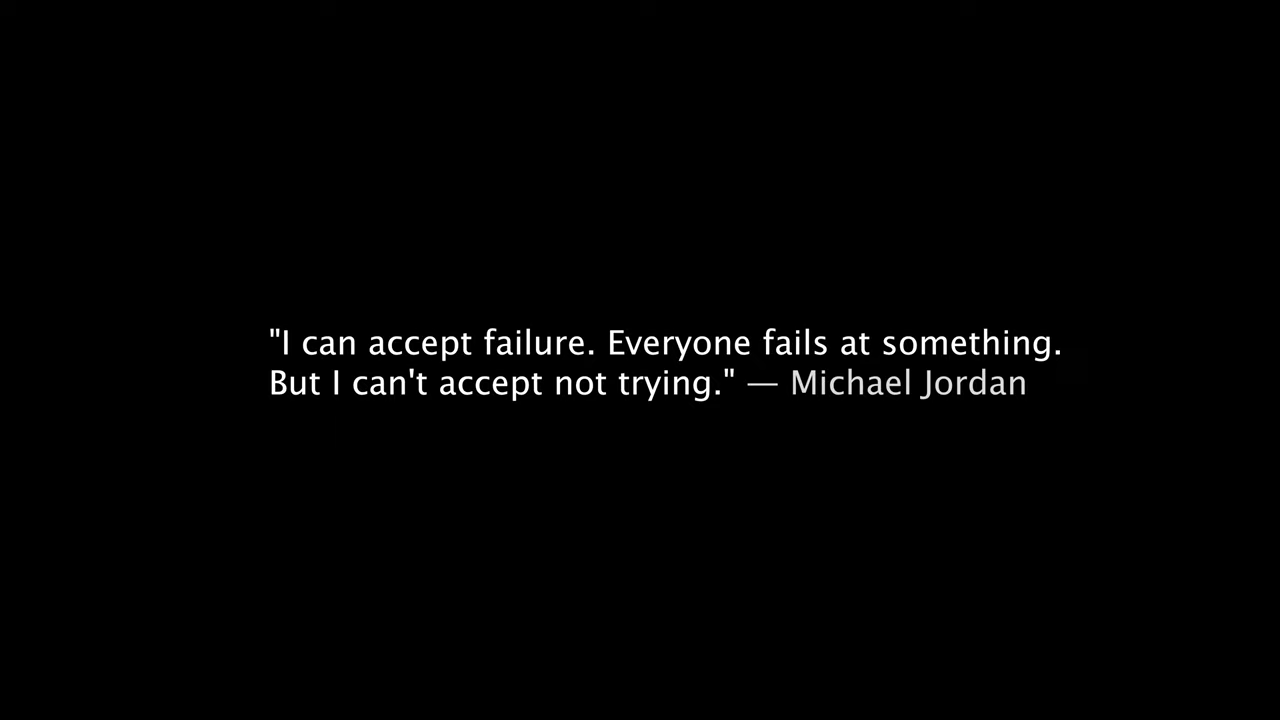 "I can accept failure. Everyone fails at something.
But I can't accept not trying." — Michael Jordan